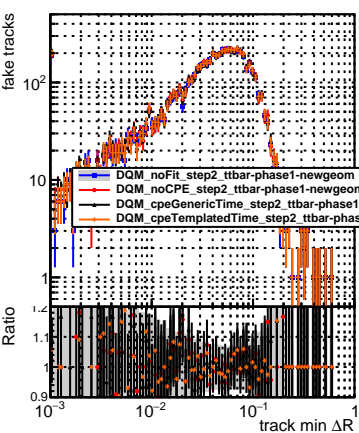 fake tracks
10²
10
1
DQM_noFit_step2_ttbar-phase1-newgeom
DQM_noCPE_step2_ttbar-phase1-newgeom
DQM_cpeGenericTime_step2_ttbar-phase1
DQM_cpeTemplatedTime_step2_ttbar-phas
Ratio
1.2
1.1
1
0.9
10⁻³ 10⁻² 10⁻¹ 1
track min ΔR